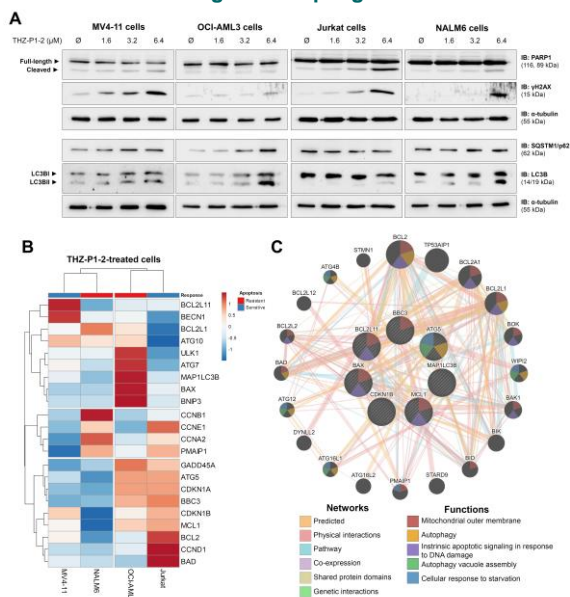 A
MV4-11 cells
OCI-AML3 cells
Jurkat cells
NALM6 cells
THZ-P1-2 (µM)
Ø 1.6 3.2 6.4
Ø 1.6 3.2 6.4
Ø 1.6 3.2 6.4
Ø 1.6 3.2 6.4
Full-length
Cleaved
IB: PARP1
(116, 89 kDa)
IB: γH2AX
(15 kDa)
IB: α-tubulin
(55 kDa)
IB: SQSTM1/p62
(62 kDa)
LC3BI
LC3BII
IB: LC3B
(14/19 kDa)
IB: α-tubulin
(55 kDa)
B
THZ-P1-2-treated cells
Response
Apoptosis
Resistant
Sensitive
1.5
1
0.5
0
-0.5
-1
BCL2L11
BECN1
BCL2L1
ATG10
ULK1
ATG7
MAP1LC3B
BAX
BNIP3
CCNB1
CCNE1
CCNA2
PMAIP1
GADD45A
ATG5
CDKN1A
BBC3
CDKN1B
MCL1
BCL2
CCND1
BAD
MV4-11
NALM6
OCI-AML3
Jurkat
C
BCL2
STMN1
TP53AIP1
ATG4B
BCL2A1
BCL2L12
BCL2L1
BBC3
BCL2L2
BCL2L11
ATG5
BOK
BAD
WIPI2
BAX
MAP1LC3B
ATG12
CDKN1B
MCL1
BAK1
DYNLL2
BIK
ATG16L1
BID
ATG16L2
PMAIP1
STARD9
Networks
Predicted
Physical interactions
Pathway
Co-expression
Shared protein domains
Genetic interactions
Functions
Mitochondrial outer membrane
Autophagy
Intrinsic apoptotic signaling in response
to DNA damage
Autophagy vacuole assembly
Cellular response to starvation